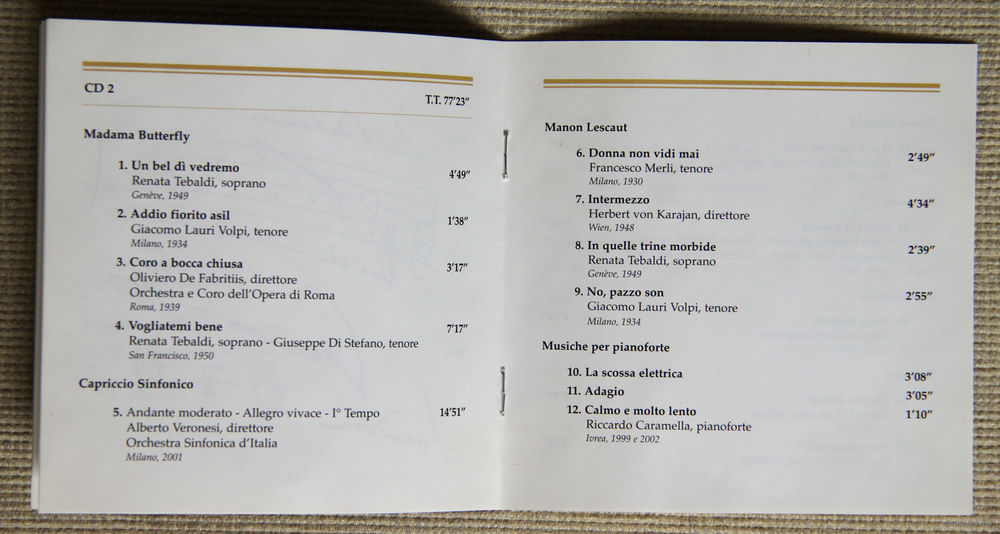 CD 2
T.T. 77'23"
Madama Butterfly
1. Un bel dì vedremo 4'49"
Renata Tebaldi, soprano
Genève, 1949
2. Addio fiorito asil 1'38"
Giacomo Lauri Volpi, tenore
Milano, 1934
3. Coro a bocca chiusa 3'17"
Oliviero De Fabritiis, direttore
Orchestra e Coro dell'Opera di Roma
Roma, 1939
4. Vogliatemi bene 7'17"
Renata Tebaldi, soprano - Giuseppe Di Stefano, tenore
San Francisco, 1950
Capriccio Sinfonico
5. Andante moderato - Allegro vivace - I° Tempo 14'51"
Alberto Veronesi, direttore
Orchestra Sinfonica d'Italia
Milano, 2001
Manon Lescaut
6. Donna non vidi mai 2'49"
Francesco Merli, tenore
Milano, 1930
7. Intermezzo 4'34"
Herbert von Karajan, direttore
Wien, 1948
8. In quelle trine morbide 2'39"
Renata Tebaldi, soprano
Genève, 1949
9. No, pazzo son 2'55"
Giacomo Lauri Volpi, tenore
Milano, 1934
Musiche per pianoforte
10. La scossa elettrica 3'08"
11. Adagio 3'05"
12. Calmo e molto lento 1'10"
Riccardo Caramella, pianoforte
Ivrea, 1999 e 2002